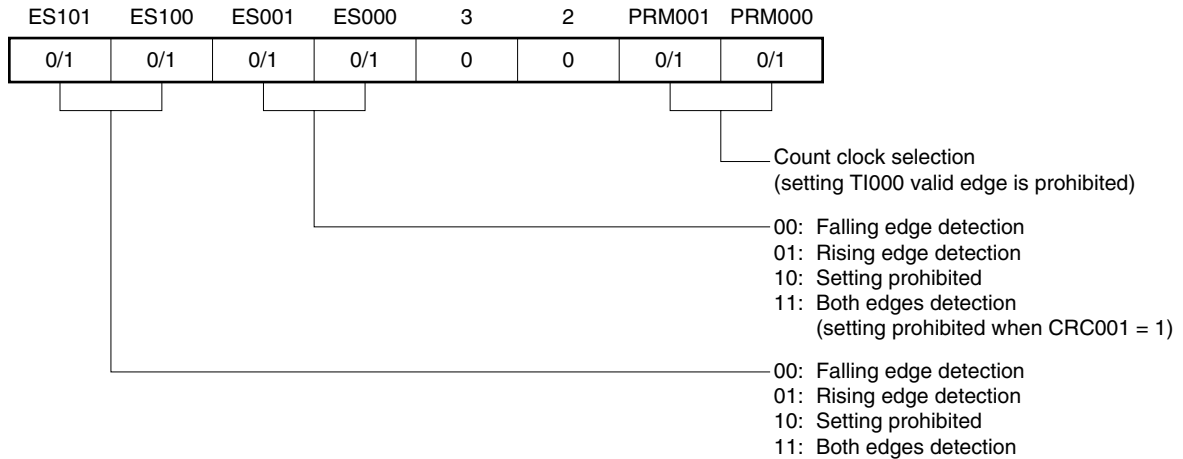 ES101 ES100 ES001 ES000 3 2 PRM001 PRM000
0/1 0/1 0/1 0/1 0 0 0/1 0/1
Count clock selection
(setting TI000 valid edge is prohibited)
00: Falling edge detection
01: Rising edge detection
10: Setting prohibited
11: Both edges detection
(setting prohibited when CRC001 = 1)
00: Falling edge detection
01: Rising edge detection
10: Setting prohibited
11: Both edges detection